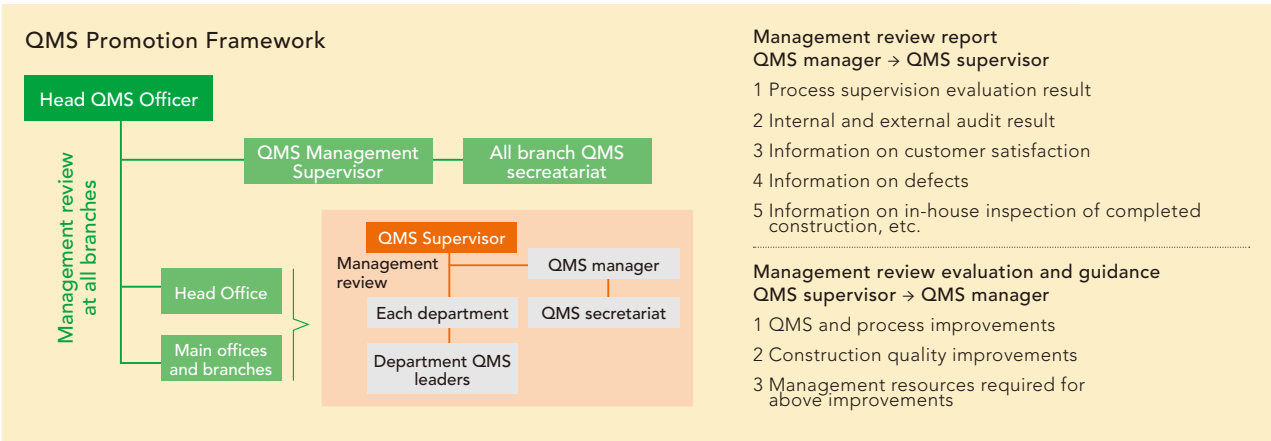 QMS Promotion Framework
Head QMS Officer
Management review
at all branches
QMS Management
Supervisor
All branch QMS
secreatariat
Head Office
Main offices
and branches
QMS Supervisor
Management
review
QMS manager
Each department
QMS secretariat
Department QMS
leaders
Management review report
QMS manager → QMS supervisor
1 Process supervision evaluation result
2 Internal and external audit result
3 Information on customer satisfaction
4 Information on defects
5 Information on in-house inspection of completed
construction, etc.
Management review evaluation and guidance
QMS supervisor → QMS manager
1 QMS and process improvements
2 Construction quality improvements
3 Management resources required for
above improvements